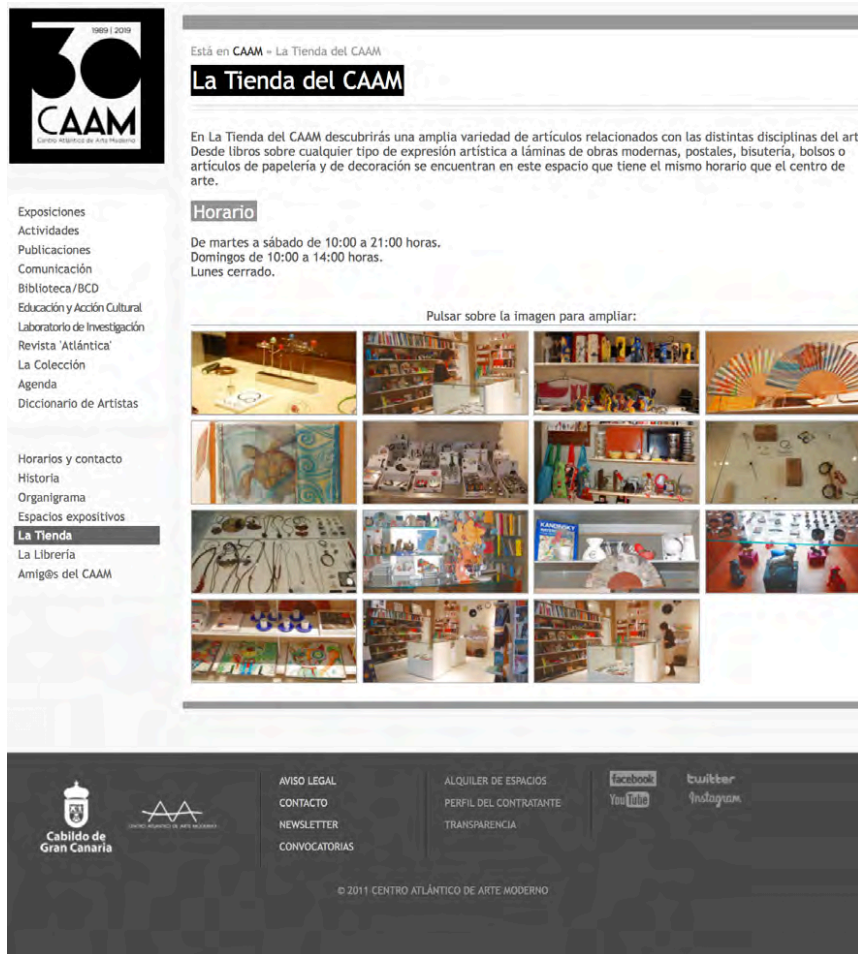 1989 | 2019
30
CAAM
Centro Atlántico de Arte Moderno
Está en CAAM » La Tienda del CAAM
La Tienda del CAAM
En La Tienda del CAAM descubrirás una amplia variedad de artículos relacionados con las distintas disciplinas del art
Desde libros sobre cualquier tipo de expresión artística a láminas de obras modernas, postales, bisutería, bolsos o
artículos de papelería y de decoración se encuentran en este espacio que tiene el mismo horario que el centro de
arte.
Horario
De martes a sábado de 10:00 a 21:00 horas.
Domingos de 10:00 a 14:00 horas.
Lunes cerrado.
Pulsar sobre la imagen para ampliar:
KANDINSKY
Exposiciones
Actividades
Publicaciones
Comunicación
Biblioteca/BCD
Educación y Acción Cultural
Laboratorio de Investigación
Revista 'Atlántica'
La Colección
Agenda
Diccionario de Artistas
Horarios y contacto
Historia
Organigrama
Espacios expositivos
La Tienda
La Librería
Amig@s del CAAM
Cabildo de
Gran Canaria
CENTRO ATLÁNTICO DE ARTE MODERNO
AVISO LEGAL
CONTACTO
NEWSLETTER
CONVOCATORIAS
ALQUILER DE ESPACIOS
PERFIL DEL CONTRATANTE
TRANSPARENCIA
facebook
twitter
YouTube
Instagram
© 2011 CENTRO ATLÁNTICO DE ARTE MODERNO